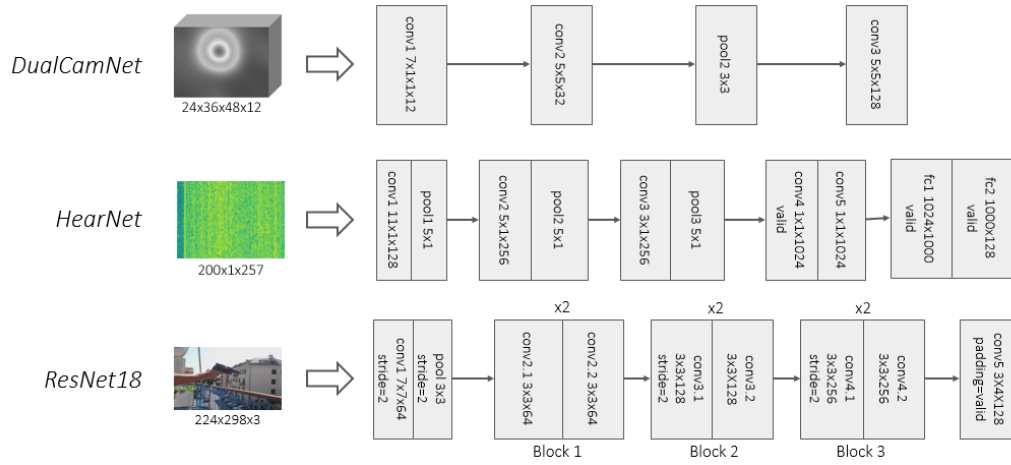 DualCamNet
24x36x48x12
conv1 7x1x1x12
conv2 5x5x32
pool2 3x3
conv3 5x5x128
HearNet
200x1x257
conv1 11x1x128
pool1 5x1
conv2 5x1x256
pool2 5x1
conv3 3x1x256
pool3 5x1
conv4 1x1x1024
valid
conv5 1x1x1024
fc1 1024x1000
valid
fc2 1000x128
valid
ResNet18
224x298x3
conv1 7x7x64
stride=2
pool 3x3
stride=2
x2
conv2.1 3x3x64
conv2.2 3x3x64
Block 1
x2
conv3.1
3x3x128
stride=2
conv3.2
3x3X128
Block 2
x2
conv4.1
3x3x256
stride=2
conv4.2
3x3x256
Block 3
conv5 3X4X128
padding=valid